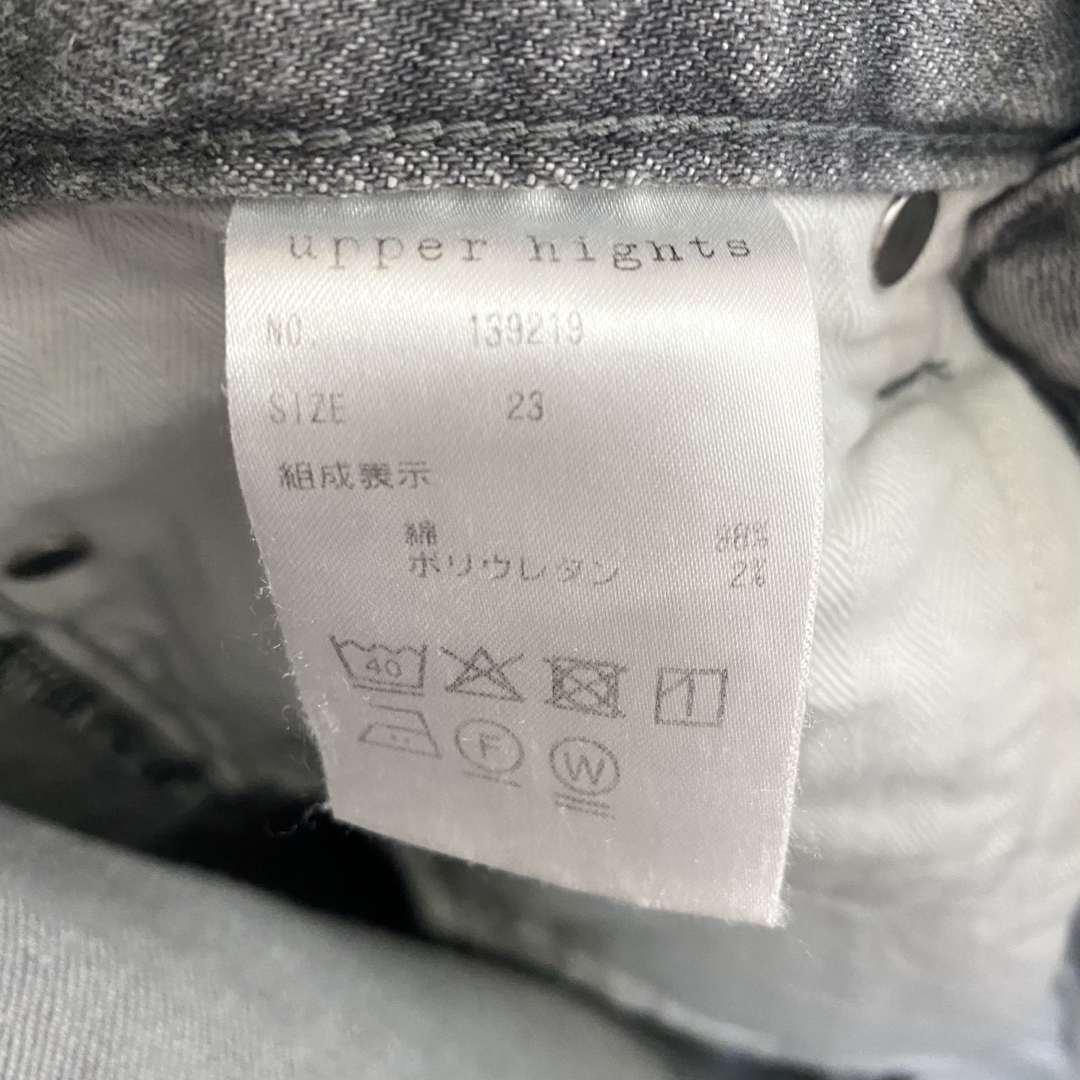 upper hights
NO. 139219
SIZE 23
組成表示
綿 98%
ポリウレタン 2%
40
F
W